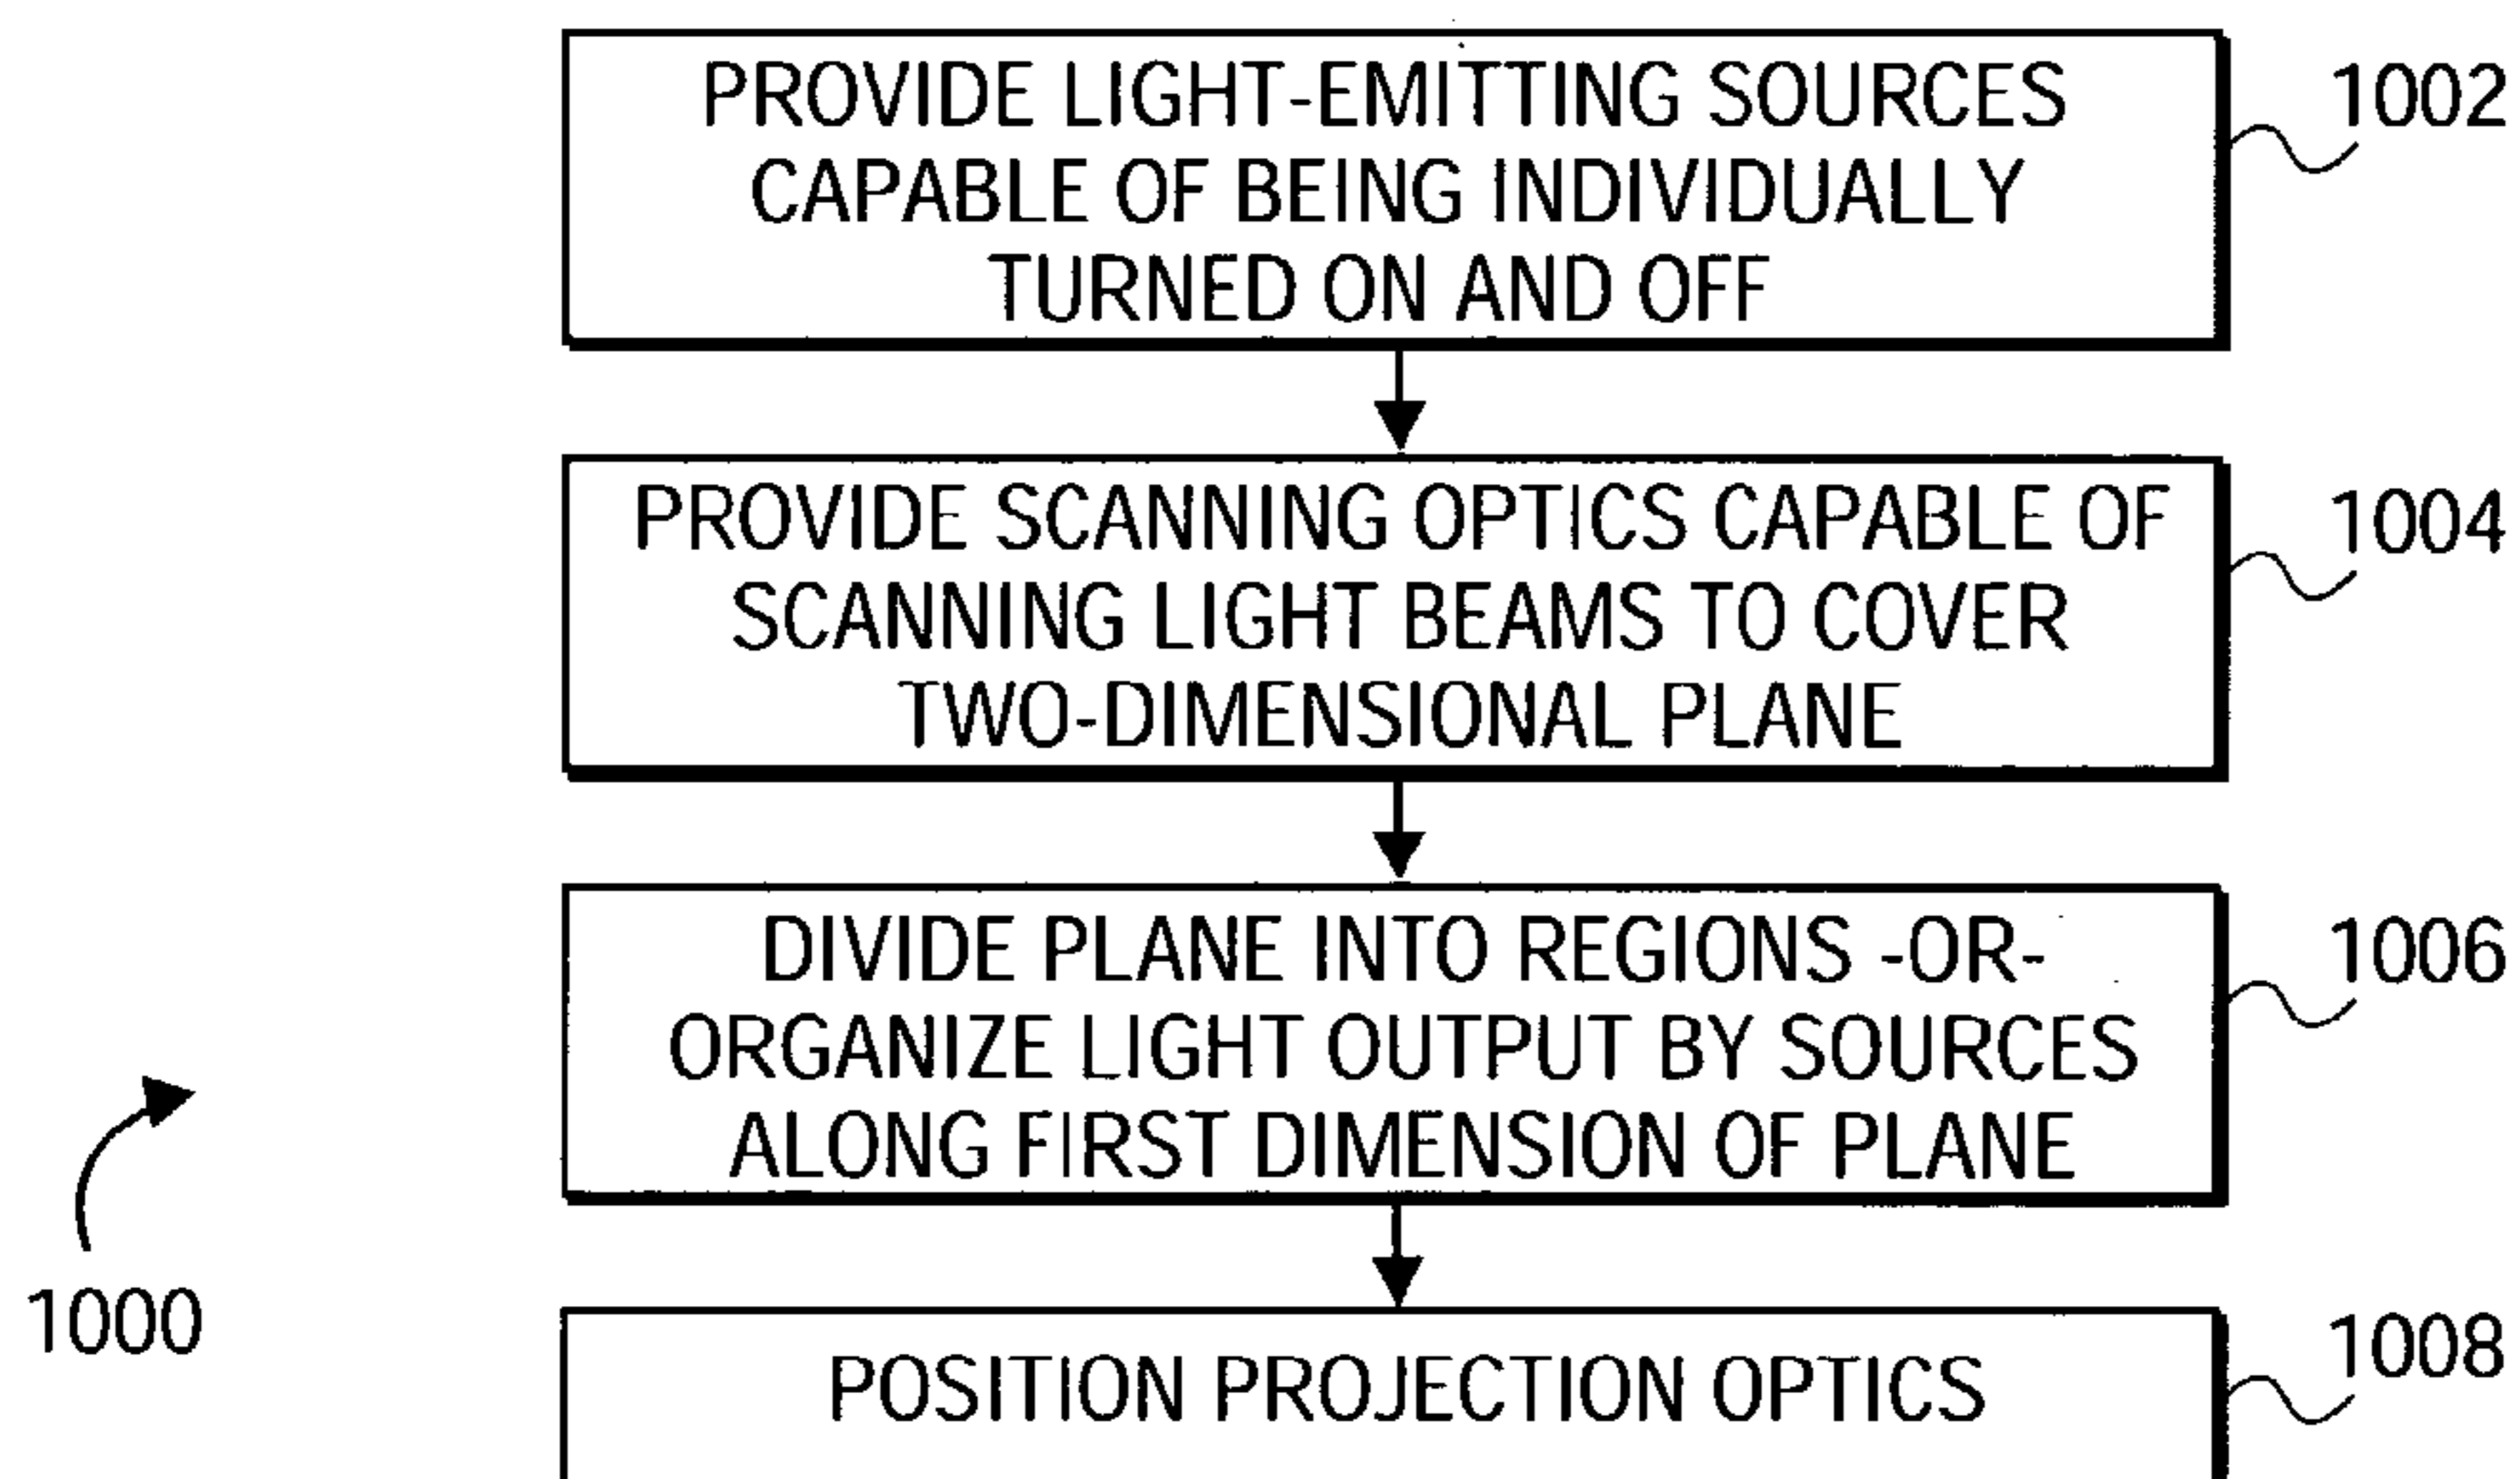 PROVIDE LIGHT-EMITTING SOURCES
CAPABLE OF BEING INDIVIDUALLY
TURNED ON AND OFF
1002
PROVIDE SCANNING OPTICS CAPABLE OF
SCANNING LIGHT BEAMS TO COVER
TWO-DIMENSIONAL PLANE
1004
DIVIDE PLANE INTO REGIONS -OR-
ORGANIZE LIGHT OUTPUT BY SOURCES
ALONG FIRST DIMENSION OF PLANE
1006
1000
POSITION PROJECTION OPTICS
1008